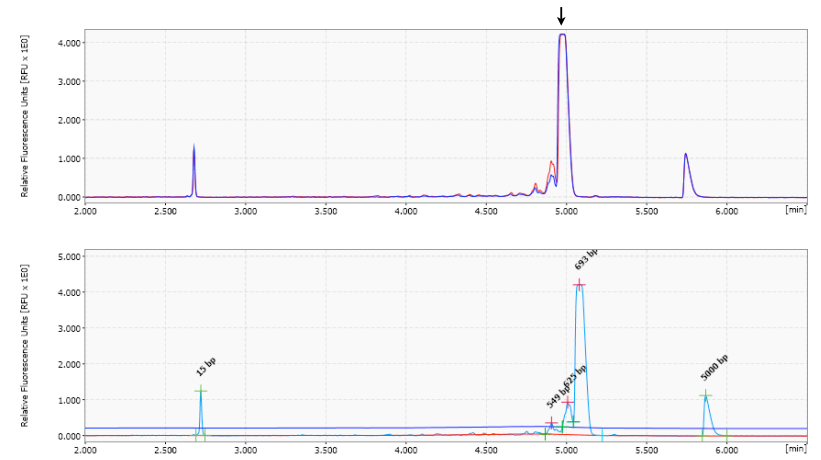 Relative Fluorescence Units [RFU x 1E0]
4.000
3.000
2.000
1.000
0.000
2.000 2.500 3.000 3.500 4.000 4.500 5.000 5.500 6.000 [min]
Relative Fluorescence Units [RFU x 1E0]
5.000
4.000
3.000
2.000
1.000
0.000
693 bp
15 bp
549 bp
625 bp
5000 bp
2.000 2.500 3.000 3.500 4.000 4.500 5.000 5.500 6.000 [min]